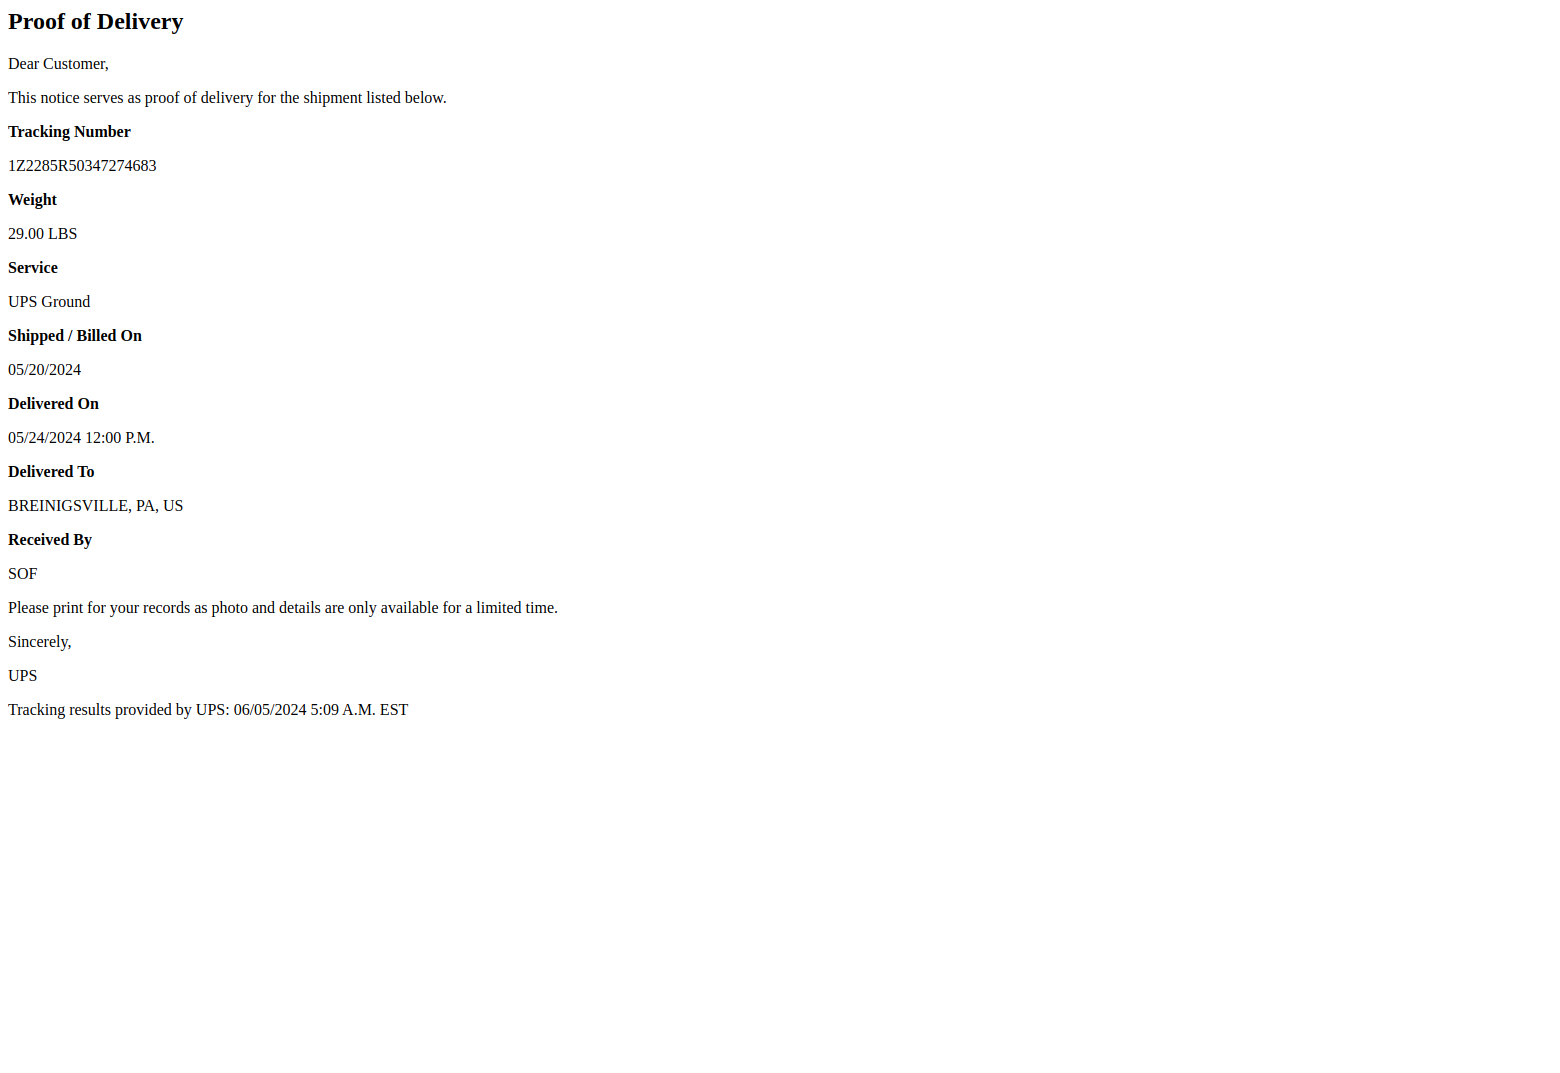 Proof of Delivery
Dear Customer,
This notice serves as proof of delivery for the shipment listed below.
Tracking Number
1Z2285R50347274683
Weight
29.00 LBS
Service
UPS Ground
Shipped / Billed On
05/20/2024
Delivered On
05/24/2024 12:00 P.M.
Delivered To
BREINIGSVILLE, PA, US
Received By
SOF
Please print for your records as photo and details are only available for a limited time.
Sincerely,
UPS
Tracking results provided by UPS: 06/05/2024 5:09 A.M. EST